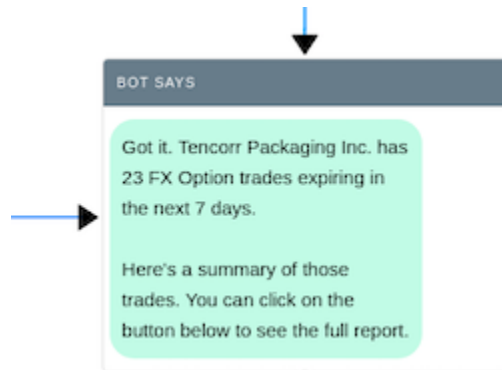 BOT SAYS
Got it. Tencorr Packaging Inc. has
23 FX Option trades expiring in
the next 7 days.
Here's a summary of those
trades. You can click on the
button below to see the full report.